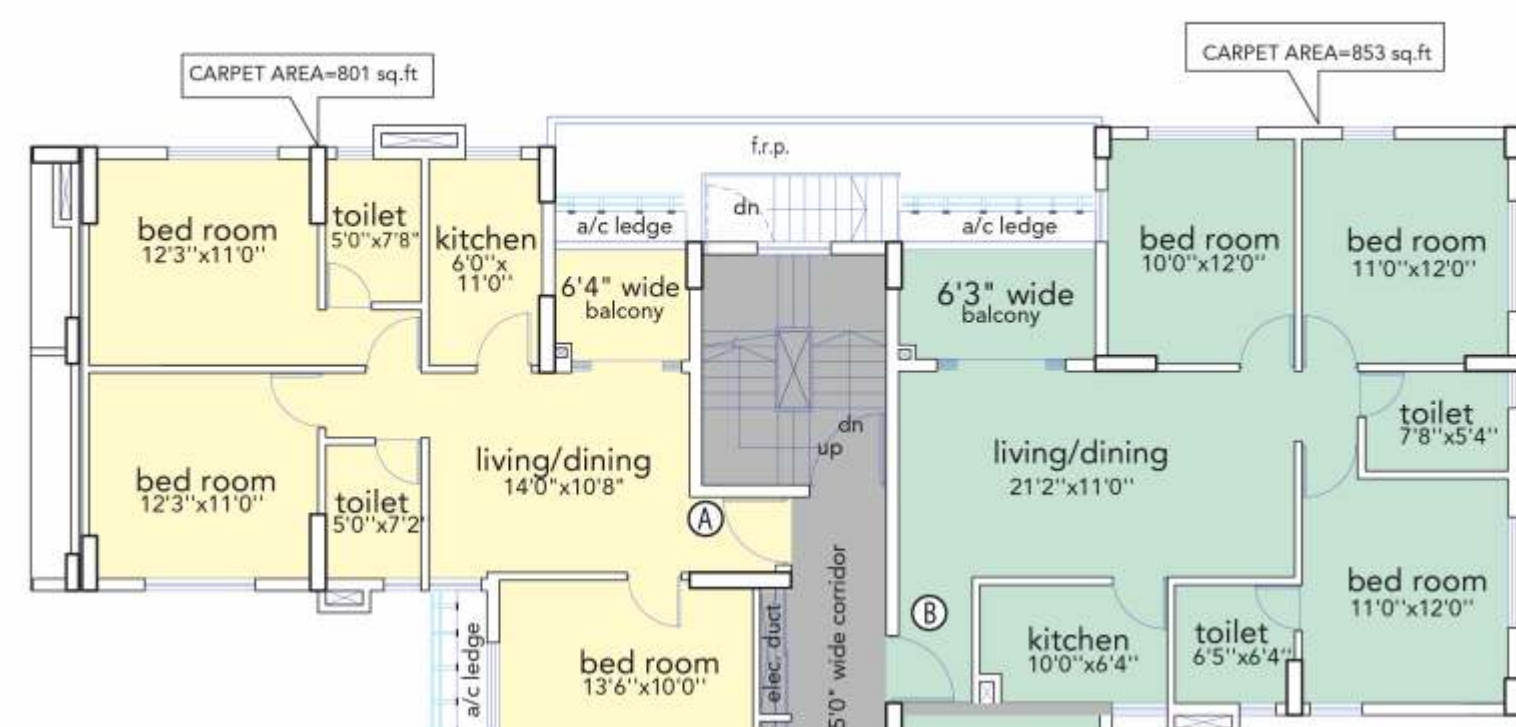 CARPET AREA=801 sq.ft
CARPET AREA=853 sq.ft
f.r.p.
dn
a/c ledge
a/c ledge
bed room
12'3''x11'0''
toilet
5'0''x7'8"
kitchen
6'0''x
11'0''
6'4" wide
balcony
6'3" wide
balcony
bed room
10'0''x12'0''
bed room
11'0''x12'0''
dn
up
bed room
12'3''x11'0''
toilet
5'0''x7'2'
living/dining
14'0"x10'8"
A
living/dining
21'2''x11'0''
toilet
7'8''x5'4''
a/c ledge
bed room
13'6''x10'0''
elec. duct
5'0" wide corridor
B
kitchen
10'0''x6'4''
toilet
6'5''x6'4''
bed room
11'0''x12'0''